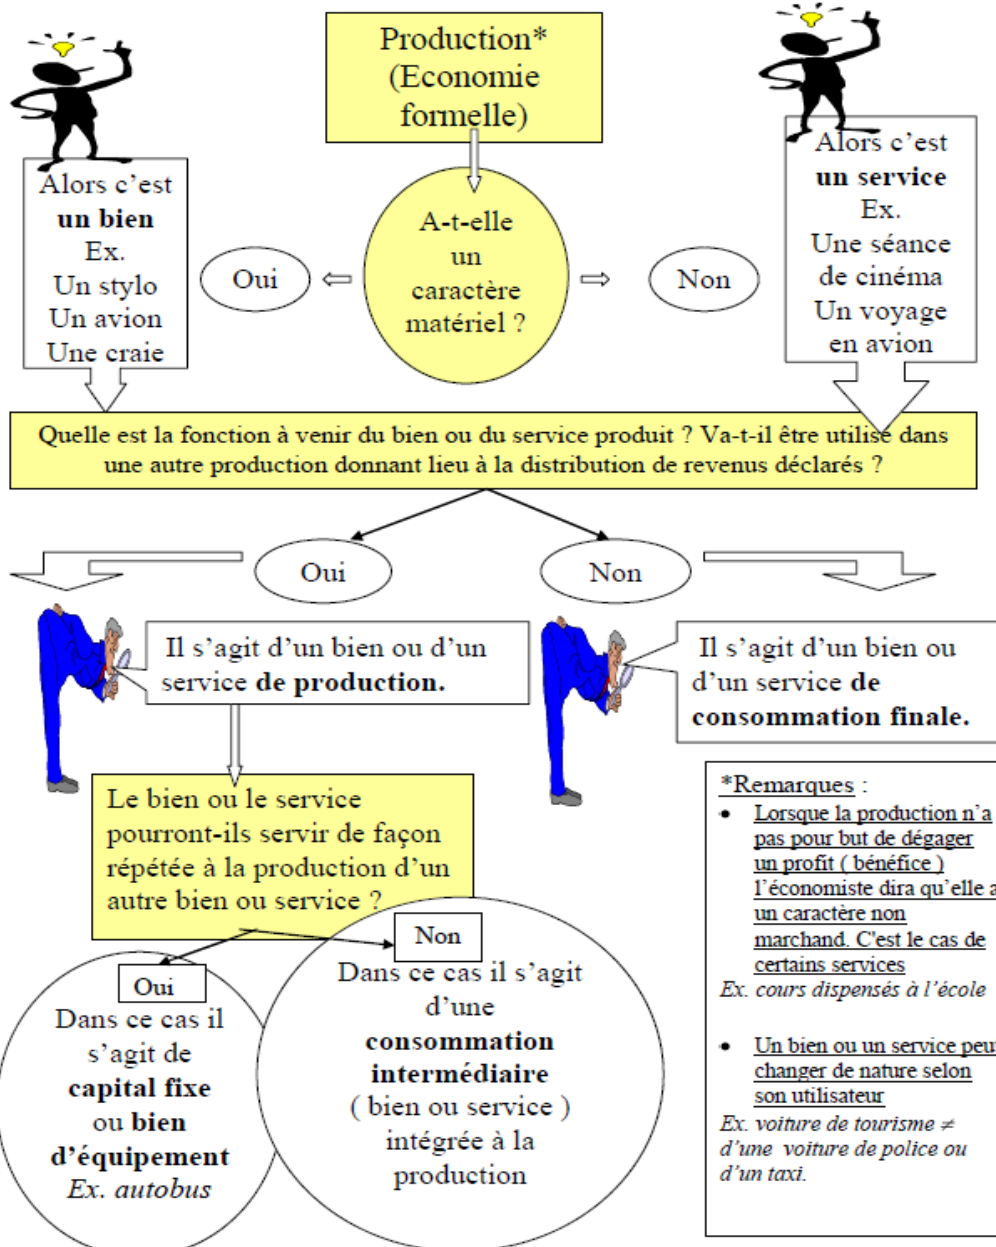 Production*
(Economie
formelle)
Alors c'est
un bien
Ex.
Un stylo
Un avion
Une craie
Oui
A-t-elle
un
caractère
matériel ?
Non
Alors c'est
un service
Ex.
Une séance
de cinéma
Un voyage
en avion
Quelle est la fonction à venir du bien ou du service produit ? Va-t-il être utilisé dans
une autre production donnant lieu à la distribution de revenus déclarés ?
Oui
Non
Il s'agit d'un bien ou d'un
service de production.
Il s'agit d'un bien ou
d'un service de
consommation finale.
Le bien ou le service
pourront-ils servir de façon
répétée à la production d'un
autre bien ou service ?
Oui
Dans ce cas il
s'agit de
capital fixe
ou bien
d'équipement
Ex. autobus
Non
Dans ce cas il s'agit
d'une
consommation
intermédiaire
( bien ou service )
intégrée à la
production
*Remarques :
• Lorsque la production n'a
pas pour but de dégager
un profit ( bénéfice )
l'économiste dira qu'elle a
un caractère non
marchand. C'est le cas de
certains services
Ex. cours dispensés à l'école
• Un bien ou un service peut
changer de nature selon
son utilisateur
Ex. voiture de tourisme ≠
d'une voiture de police ou
d'un taxi.